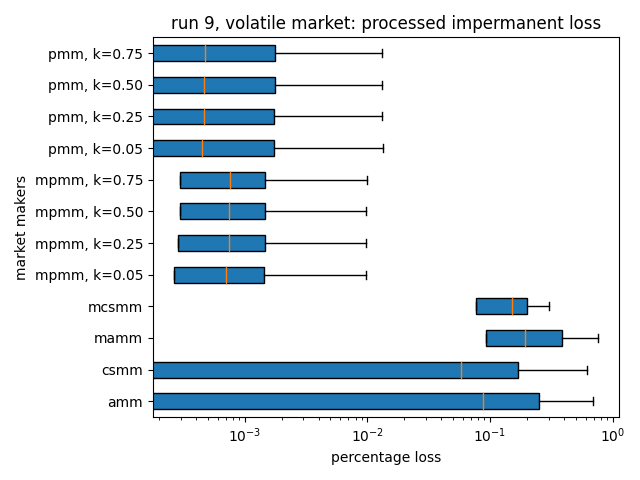 run 9, volatile market: processed impermanent loss
pmm, k=0.75
pmm, k=0.50
pmm, k=0.25
pmm, k=0.05
mpmm, k=0.75
mpmm, k=0.50
mpmm, k=0.25
mpmm, k=0.05
mcsmm
mamm
csmm
amm
market makers
10⁻³ 10⁻² 10⁻¹ 10⁰
percentage loss